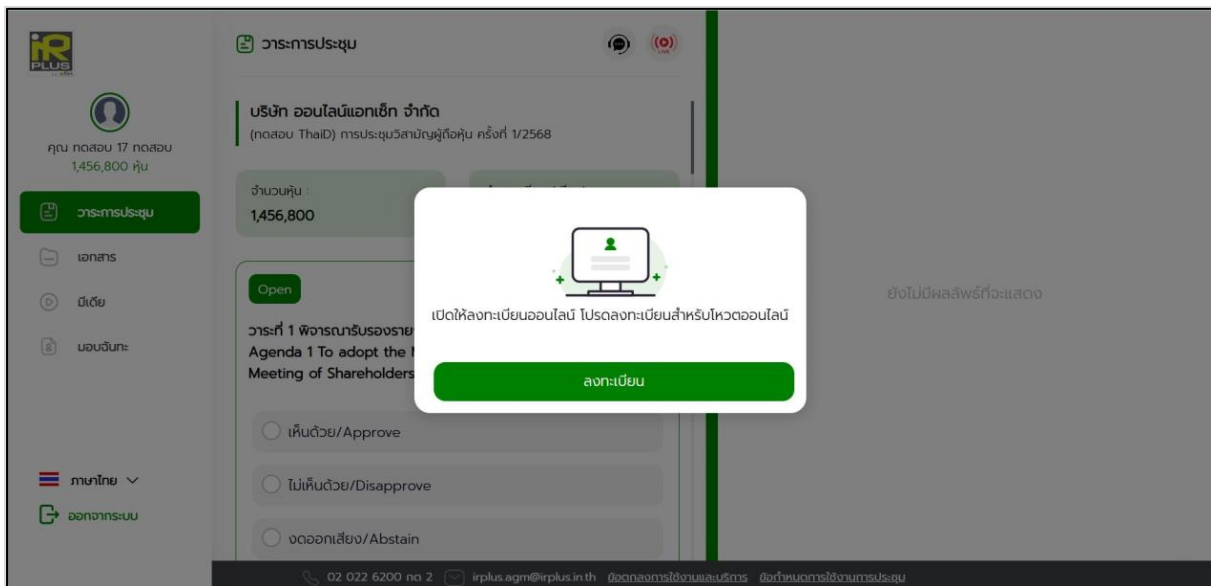 iR
PLUS
คุณ ทดสอบ 17 ทดสอบ
1,456,800 หุ้น
วาระการประชุม
เอกสาร
มีเดีย
มอบฉันทะ
ภาษาไทย
ออกจากระบบ
วาระการประชุม
LIVE
บริษัท ออนไลน์แอทเซ็ท จำกัด
(ทดสอบ ThaiD) การประชุมวิสามัญผู้ถือหุ้น ครั้งที่ 1/2568
จำนวนหุ้น :
1,456,800
Open
วาระที่ 1 พิจารณารับรองราย
Agenda 1 To adopt the
Meeting of Shareholders
เห็นด้วย/Approve
ไม่เห็นด้วย/Disapprove
งดออกเสียง/Abstain
เปิดให้ลงทะเบียนออนไลน์ โปรดลงทะเบียนสำหรับโหวตออนไลน์
ลงทะเบียน
ยังไม่มีผลลัพธ์ที่จะแสดง
02 022 6200 กด 2 irplus.agm@irplus.in.th ข้อตกลงการใช้งานและบริการ ข้อกำหนดการใช้งานการประชุม